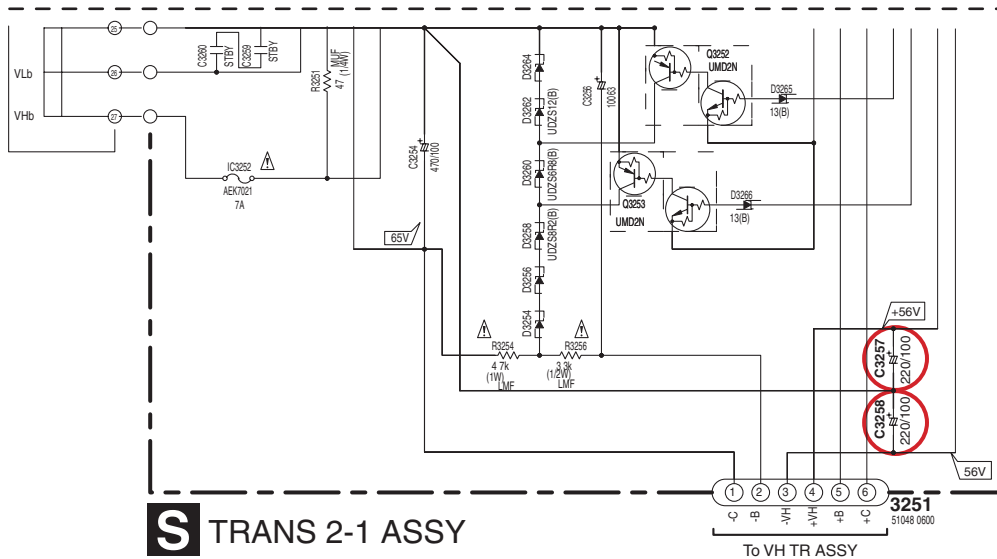 25
26
27
VLb
VHb
C3260
STBY
C3259
STBY
R3251
47
MUF
(1/4W)
IC3252
AEK7021
7A
C3254
470/100
65V
D3264
D3262
UDZS12(B)
D3260
UDZS6R8(B)
D3258
UDZS8R2(B)
D3256
D3254
C3256
100/63
Q3252
UMD2N
D3265
13(B)
Q3253
UMD2N
D3266
13(B)
R3254
4 7k
(1W)
LMF
R3256
3 3k
(1/2W)
LMF
+56V
C3257
220/100
C3258
220/100
56V
1 2 3 4 5 6
-C -B -VH +VH +B +C
3251
51048 0600
To VH TR ASSY
S TRANS 2-1 ASSY